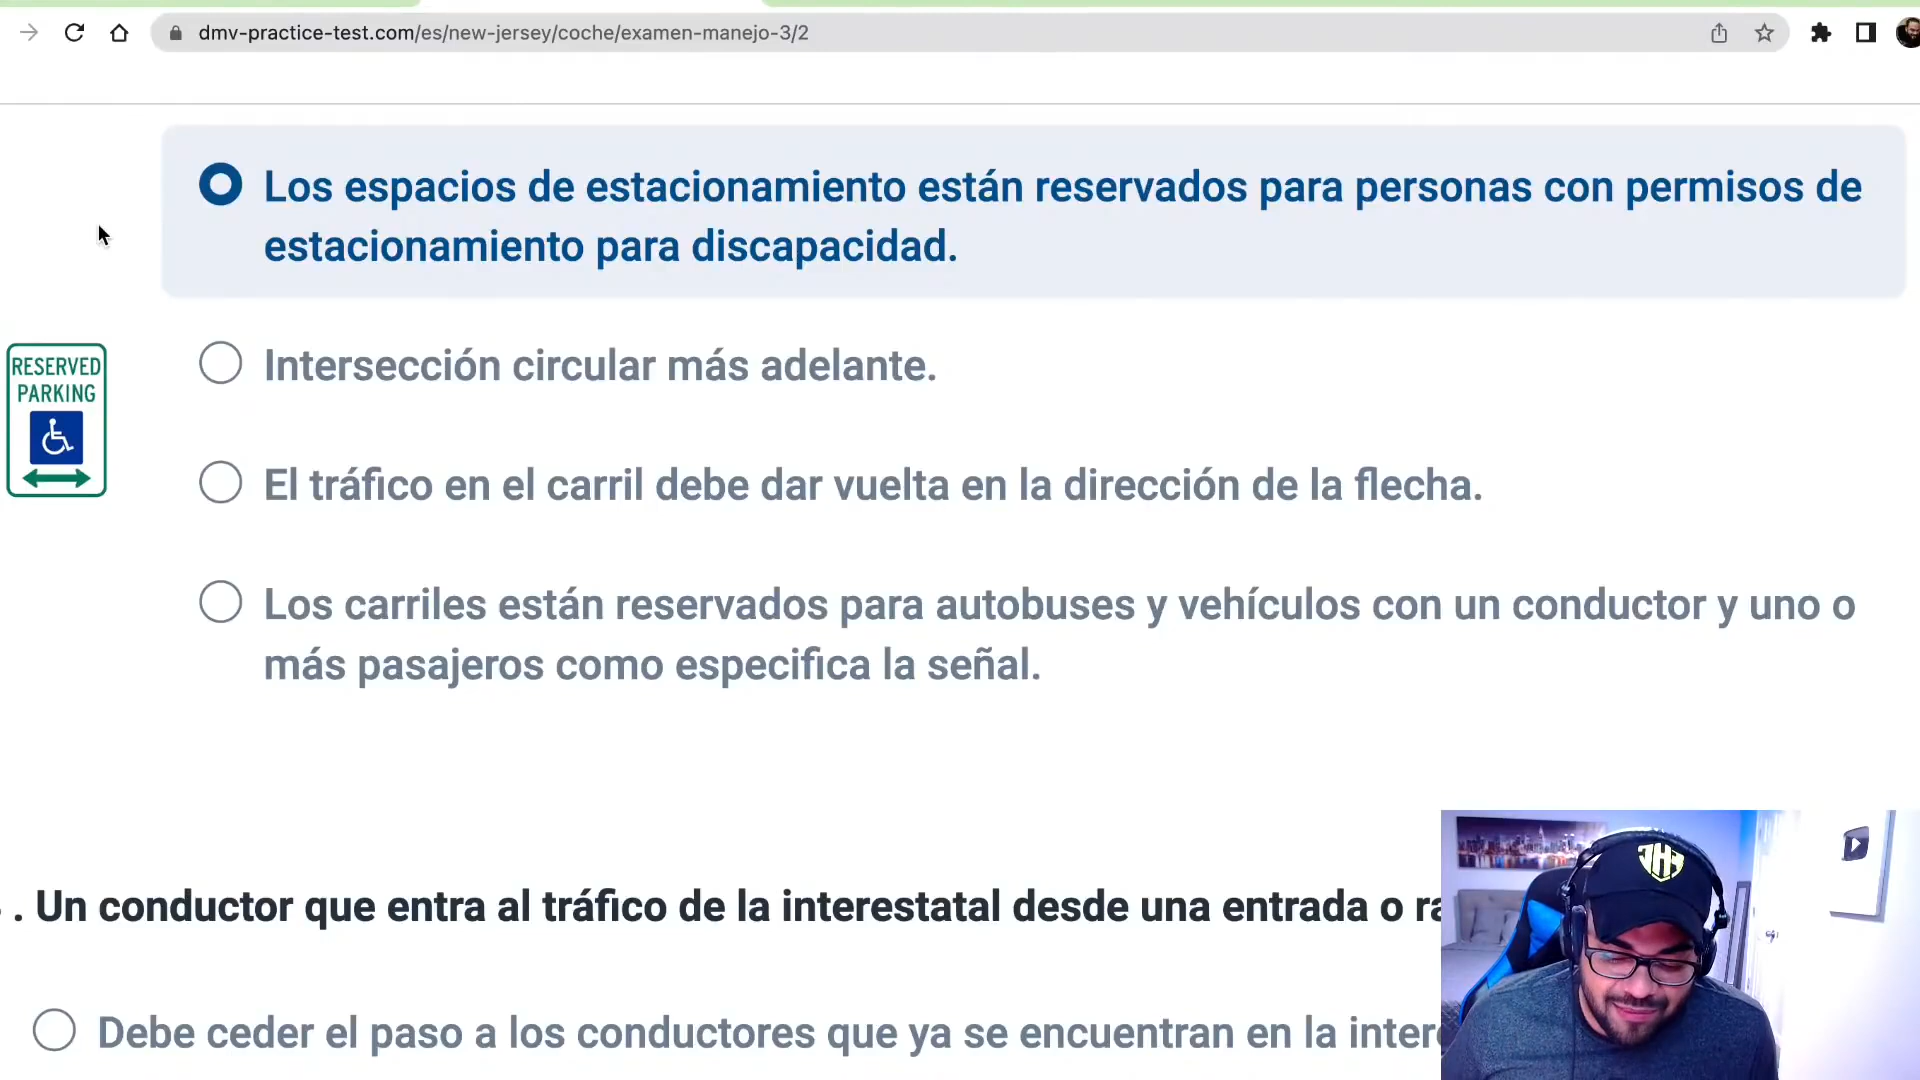 dmv-practice-test.com/es/new-jersey/coche/examen-manejo-3/2
Los espacios de estacionamiento están reservados para personas con permisos de
estacionamiento para discapacidad.
RESERVED
PARKING
Intersección circular más adelante.
El tráfico en el carril debe dar vuelta en la dirección de la flecha.
Los carriles están reservados para autobuses y vehículos con un conductor y uno o
más pasajeros como especifica la señal.
. Un conductor que entra al tráfico de la interestatal desde una entrada o
Debe ceder el paso a los conductores que ya se encuentran en la